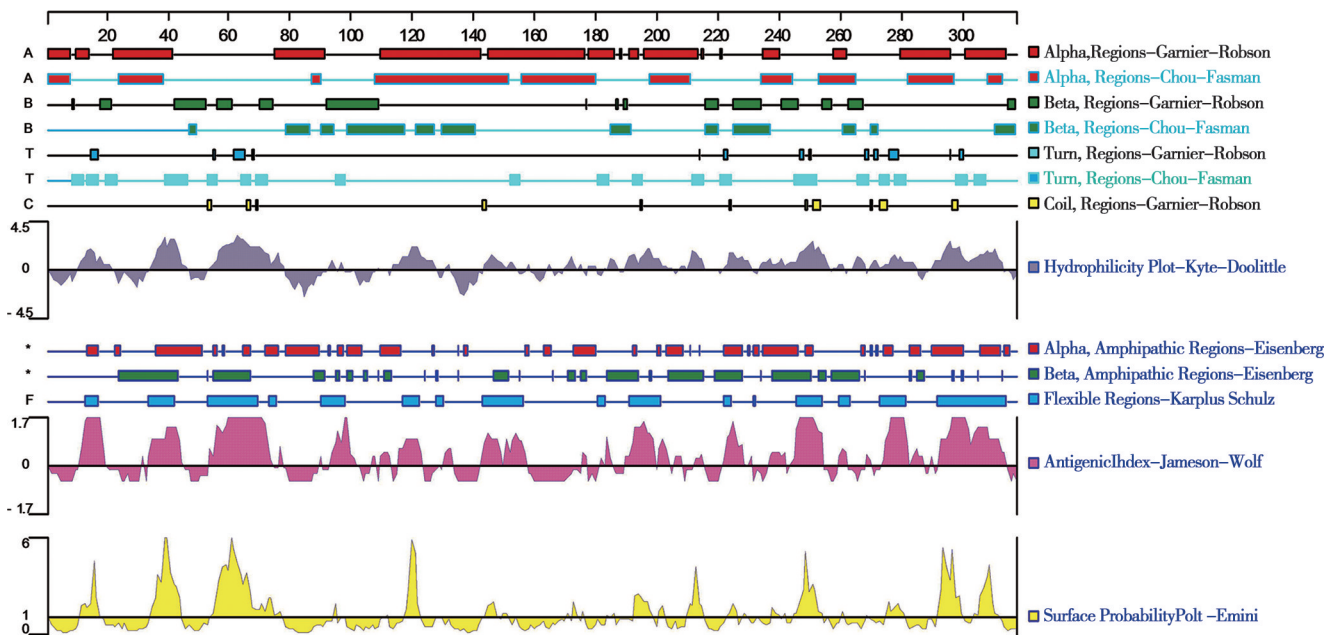 20 40 60 80 100 120 140 160 180 200 220 240 260 280 300
A Alpha,Regions–Garnier–Robson
A Alpha, Regions–Chou–Fasman
B Beta, Regions–Garnier–Robson
B Beta, Regions–Chou–Fasman
T Turn, Regions–Garnier–Robson
T Turn, Regions–Chou–Fasman
C Coil, Regions–Garnier–Robson
4.5
0 Hydrophilicity Plot–Kyte–Doolittle
- 4.5
* Alpha, Amphipathic Regions–Eisenberg
* Beta, Amphipathic Regions–Eisenberg
F Flexible Regions–Karplus Schulz
1.7
0 AntigenicIhdex–Jameson–Wolf
- 1.7
6
1 Surface ProbabilityPolt –Emini
0